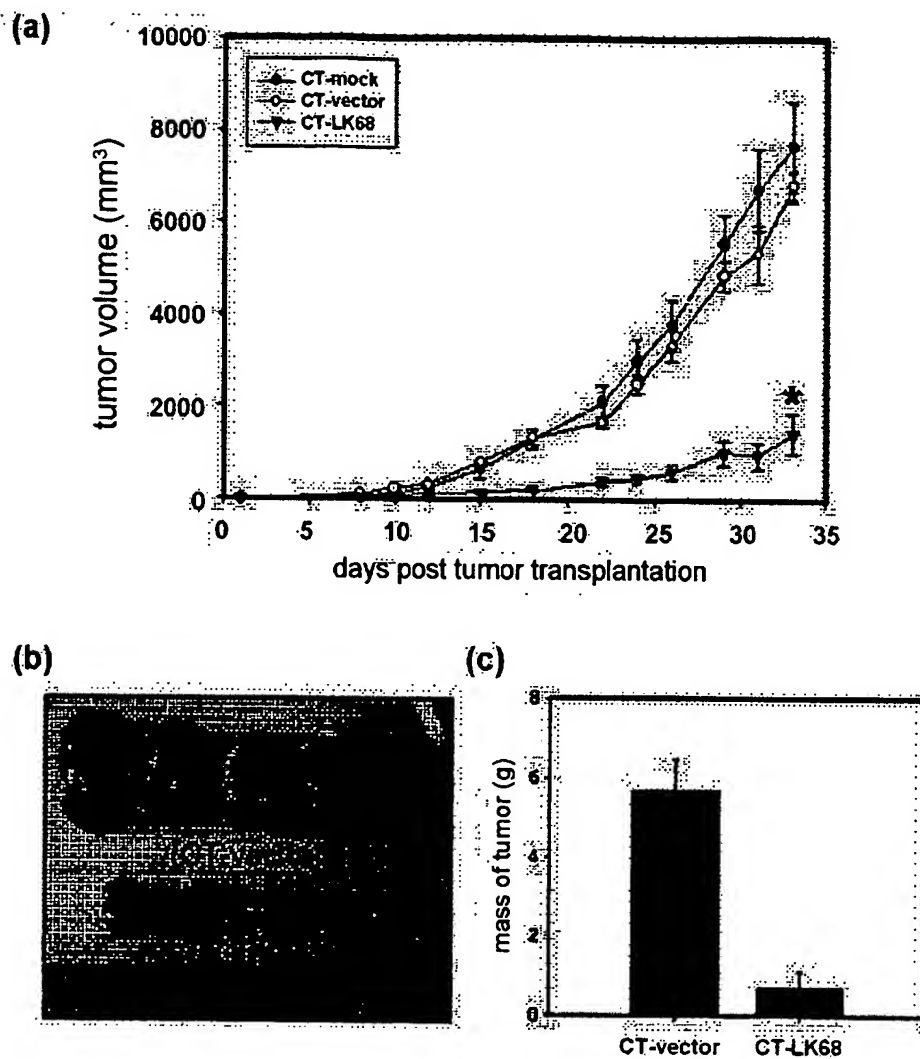 (a)
10000
8000
6000
4000
2000
0
CT-mock
CT-vector
CT-LK68
*
tumor volume (mm³)
0 5 10 15 20 25 30 35
days post tumor transplantation
(b)
(c)
8
6
4
2
0
mass of tumor (g)
CT-vector CT-LK68